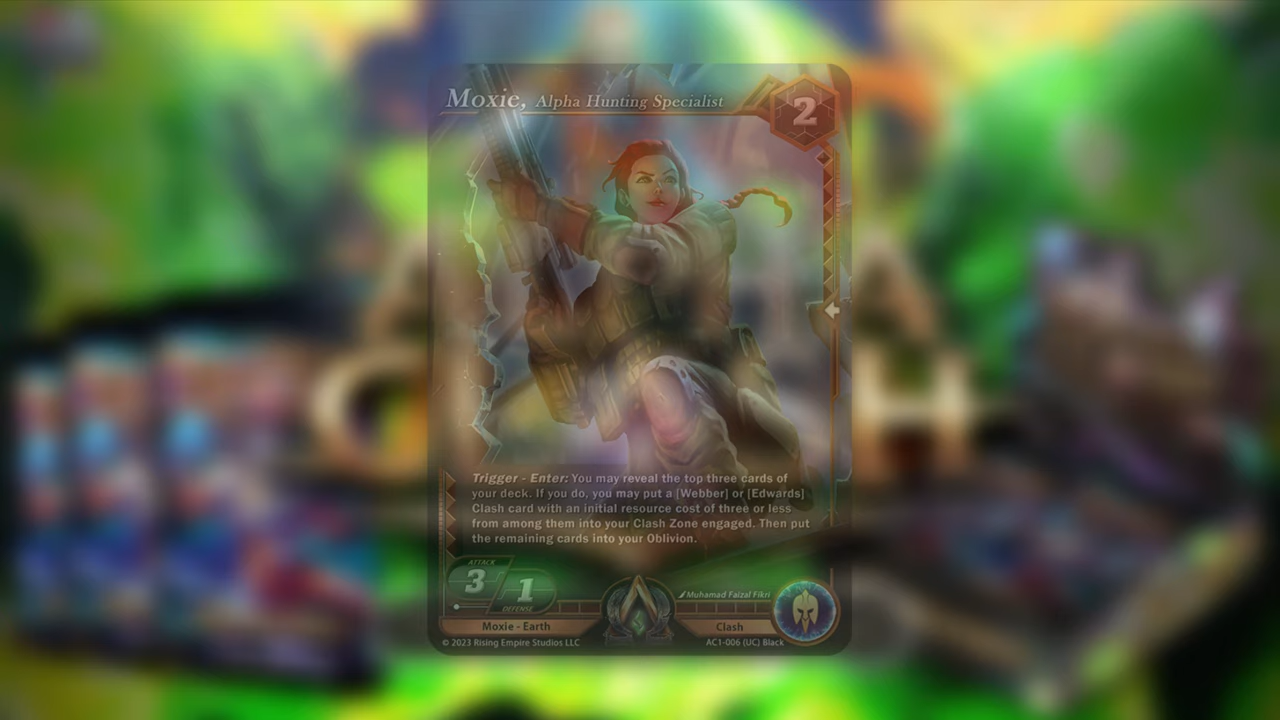 Moxie, Alpha Hunting Specialist
2
Trigger - Enter: You may reveal the top three cards of
your deck. If you do, you may put a [Webber] or [Edwards]
Clash card with an initial resource cost of three or less
from among them into your Clash Zone engaged. Then put
the remaining cards into your Oblivion.
ATTACK
3
1
DEFENSE
Muhamad Faizal Fikri
Moxie - Earth
Clash
© 2023 Rising Empire Studios LLC
AC1-006 (UC) Black